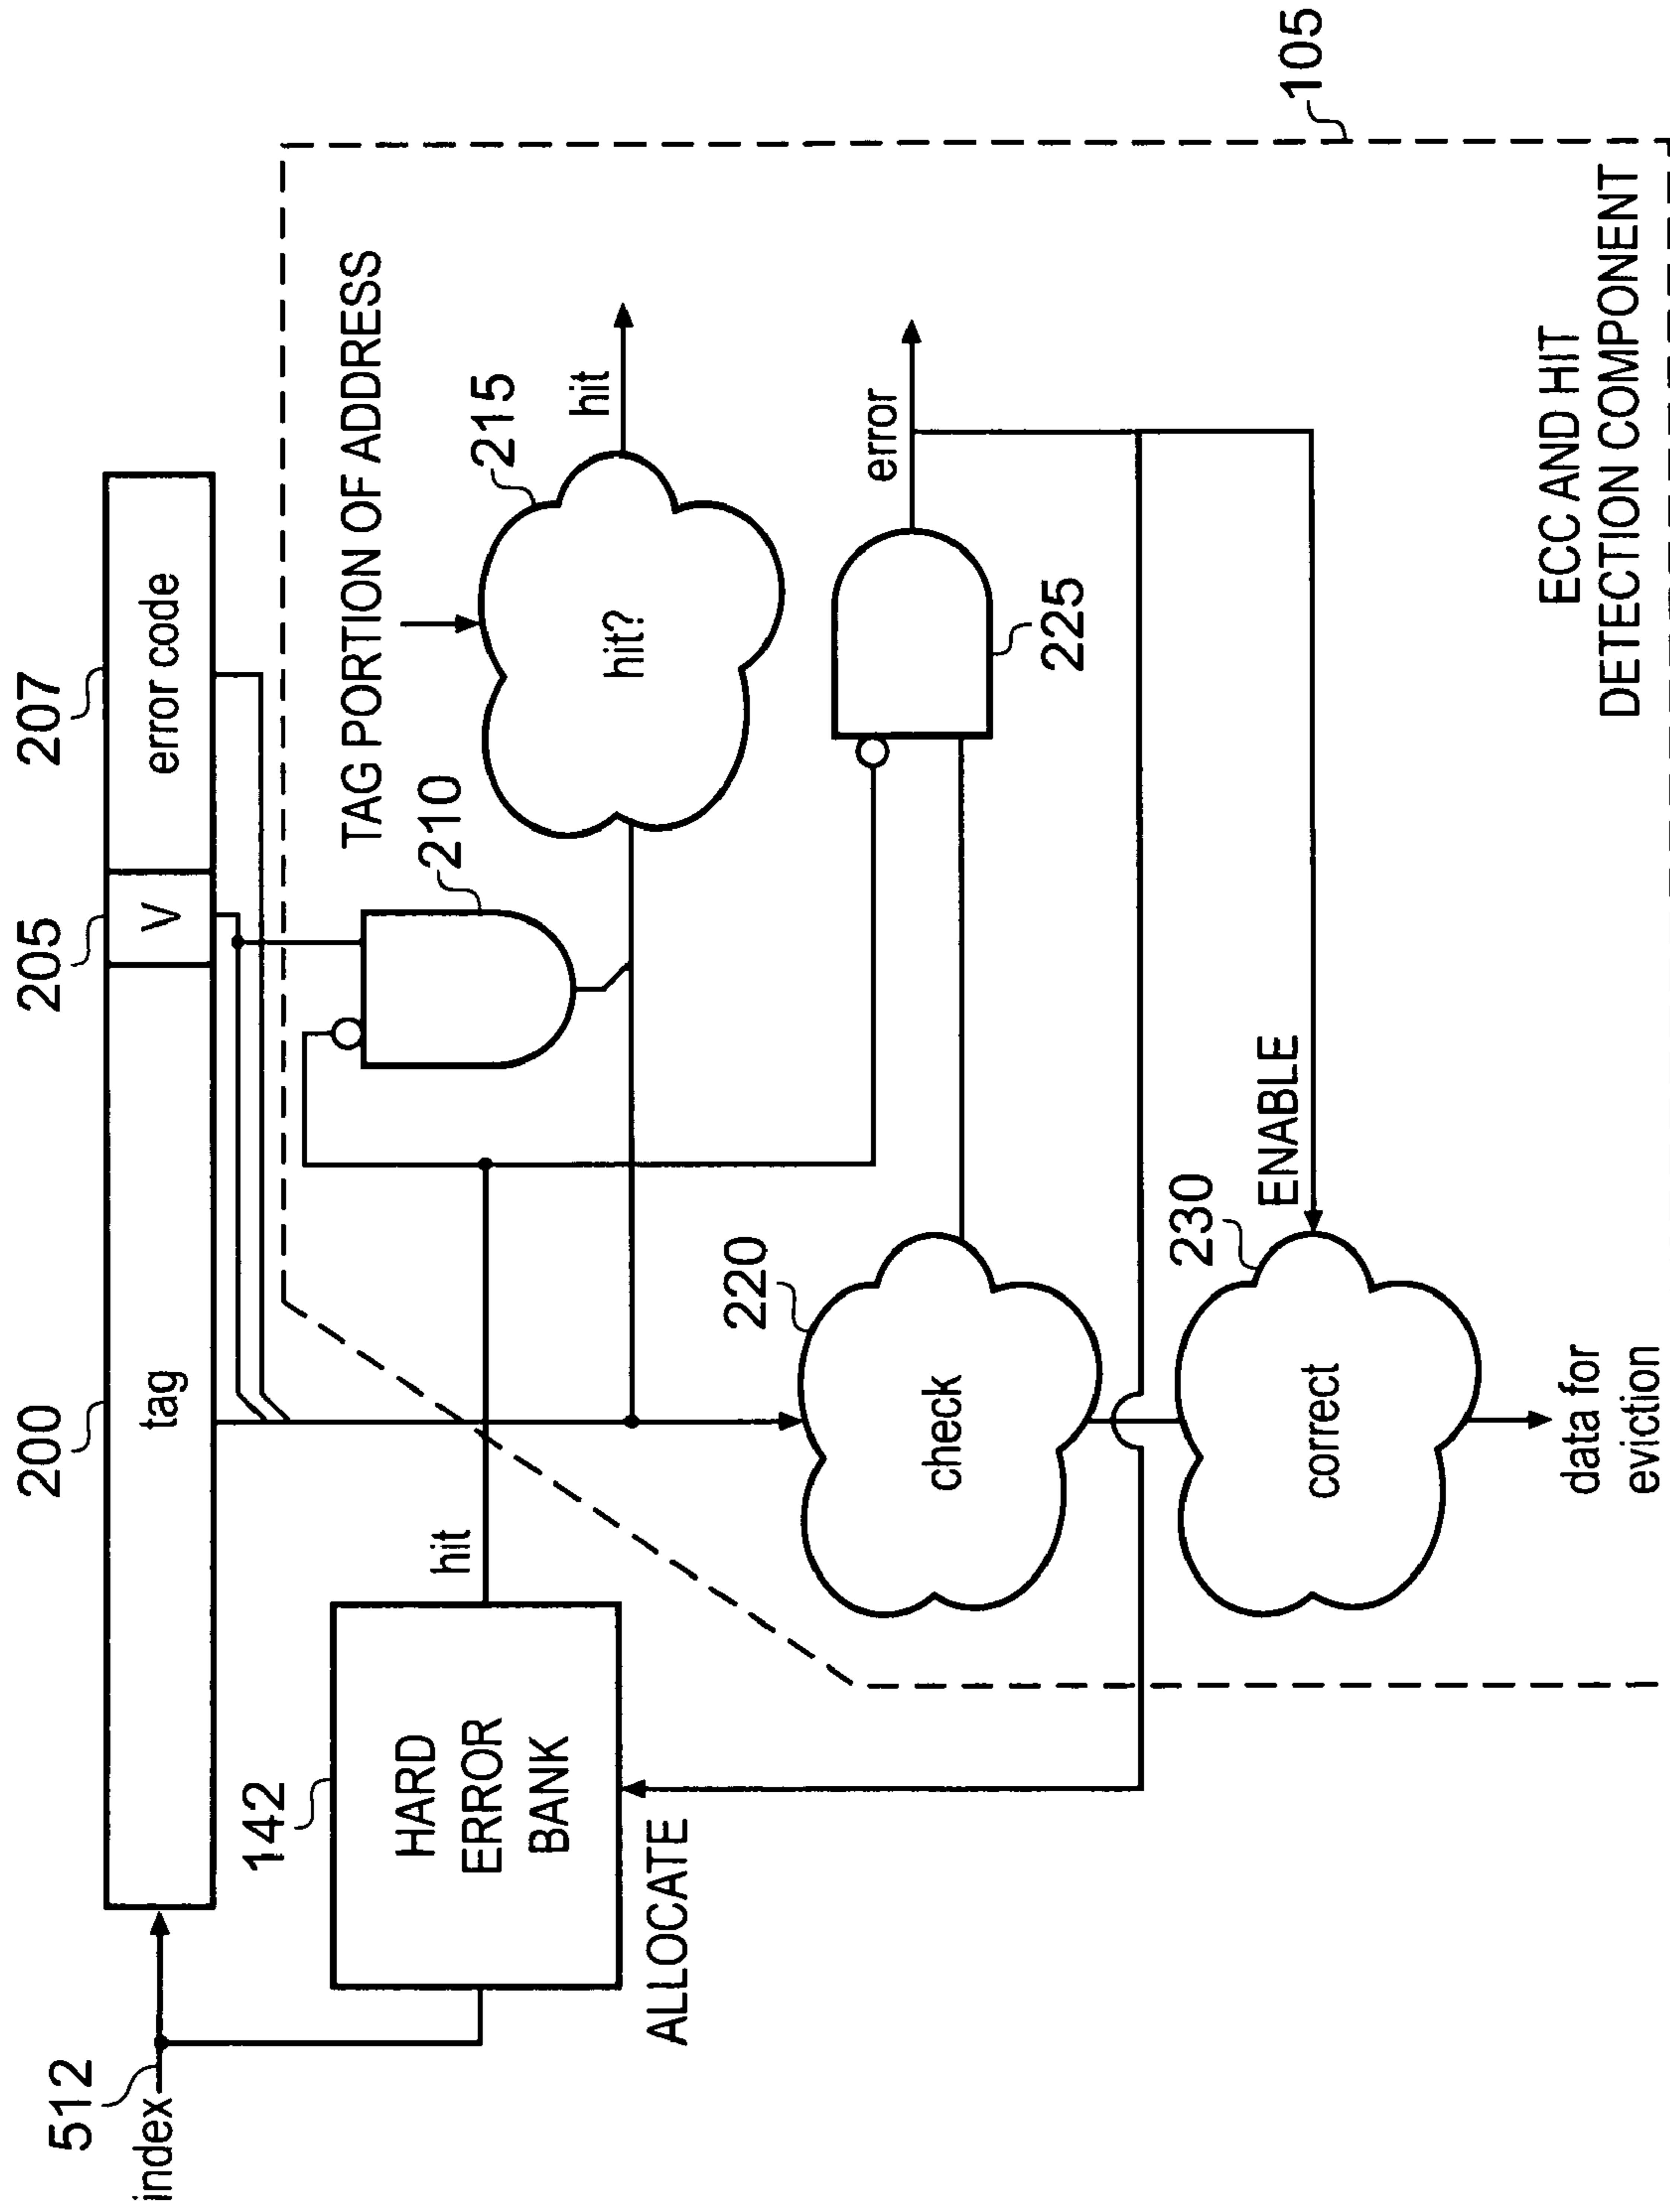 200
205
207
tag
V
error code
512
index
142
HARD
ERROR
BANK
hit
ALLOCATE
210
TAG PORTION OF ADDRESS
215
hit?
hit
220
check
225
error
230
correct
ENABLE
data for
eviction
ECC AND HIT
DETECTION COMPONENT
105